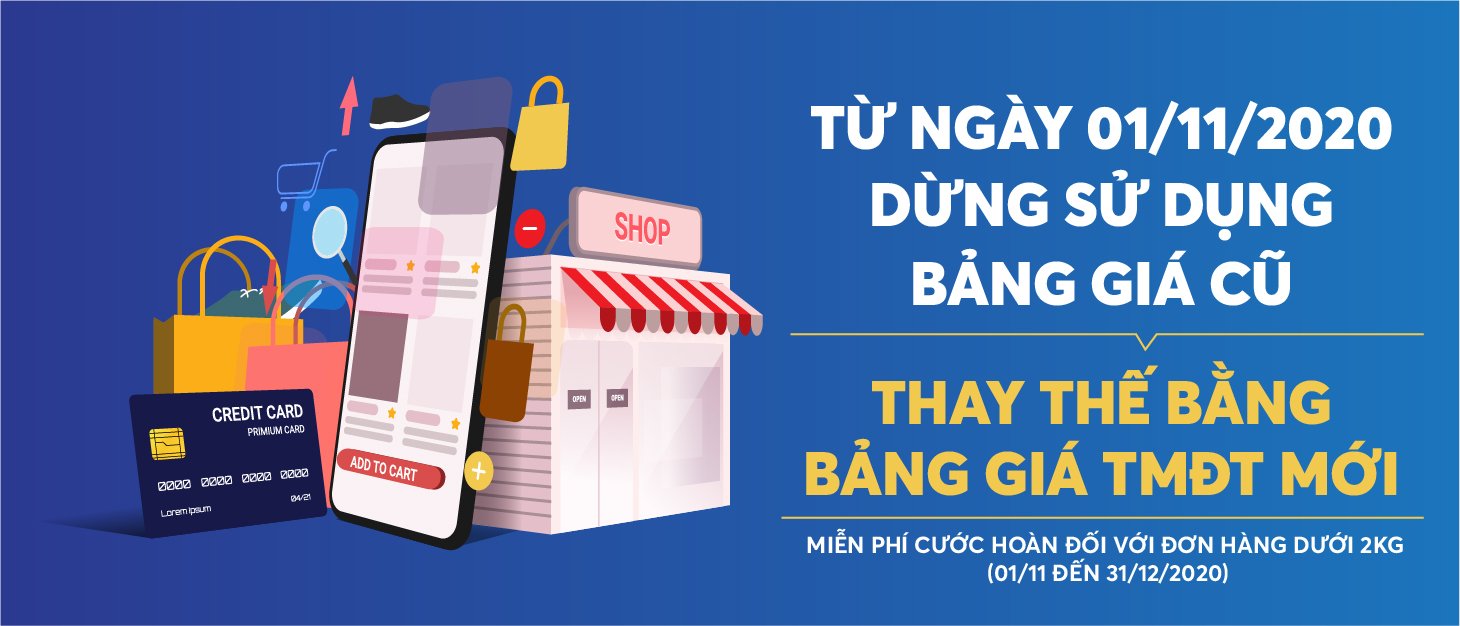 TỪ NGÀY 01/11/2020
DỪNG SỬ DỤNG
BẢNG GIÁ CŨ
THAY THẾ BẰNG
BẢNG GIÁ TMĐT MỚI
MIỄN PHÍ CƯỚC HOÀN ĐỐI VỚI ĐƠN HÀNG DƯỚI 2KG
(01/11 ĐẾN 31/12/2020)
SHOP
OPEN
OPEN
CREDIT CARD
PRIMIUM CARD
0000 0000 0000 0000
04/21
Lorem Ipsum
ADD TO CART